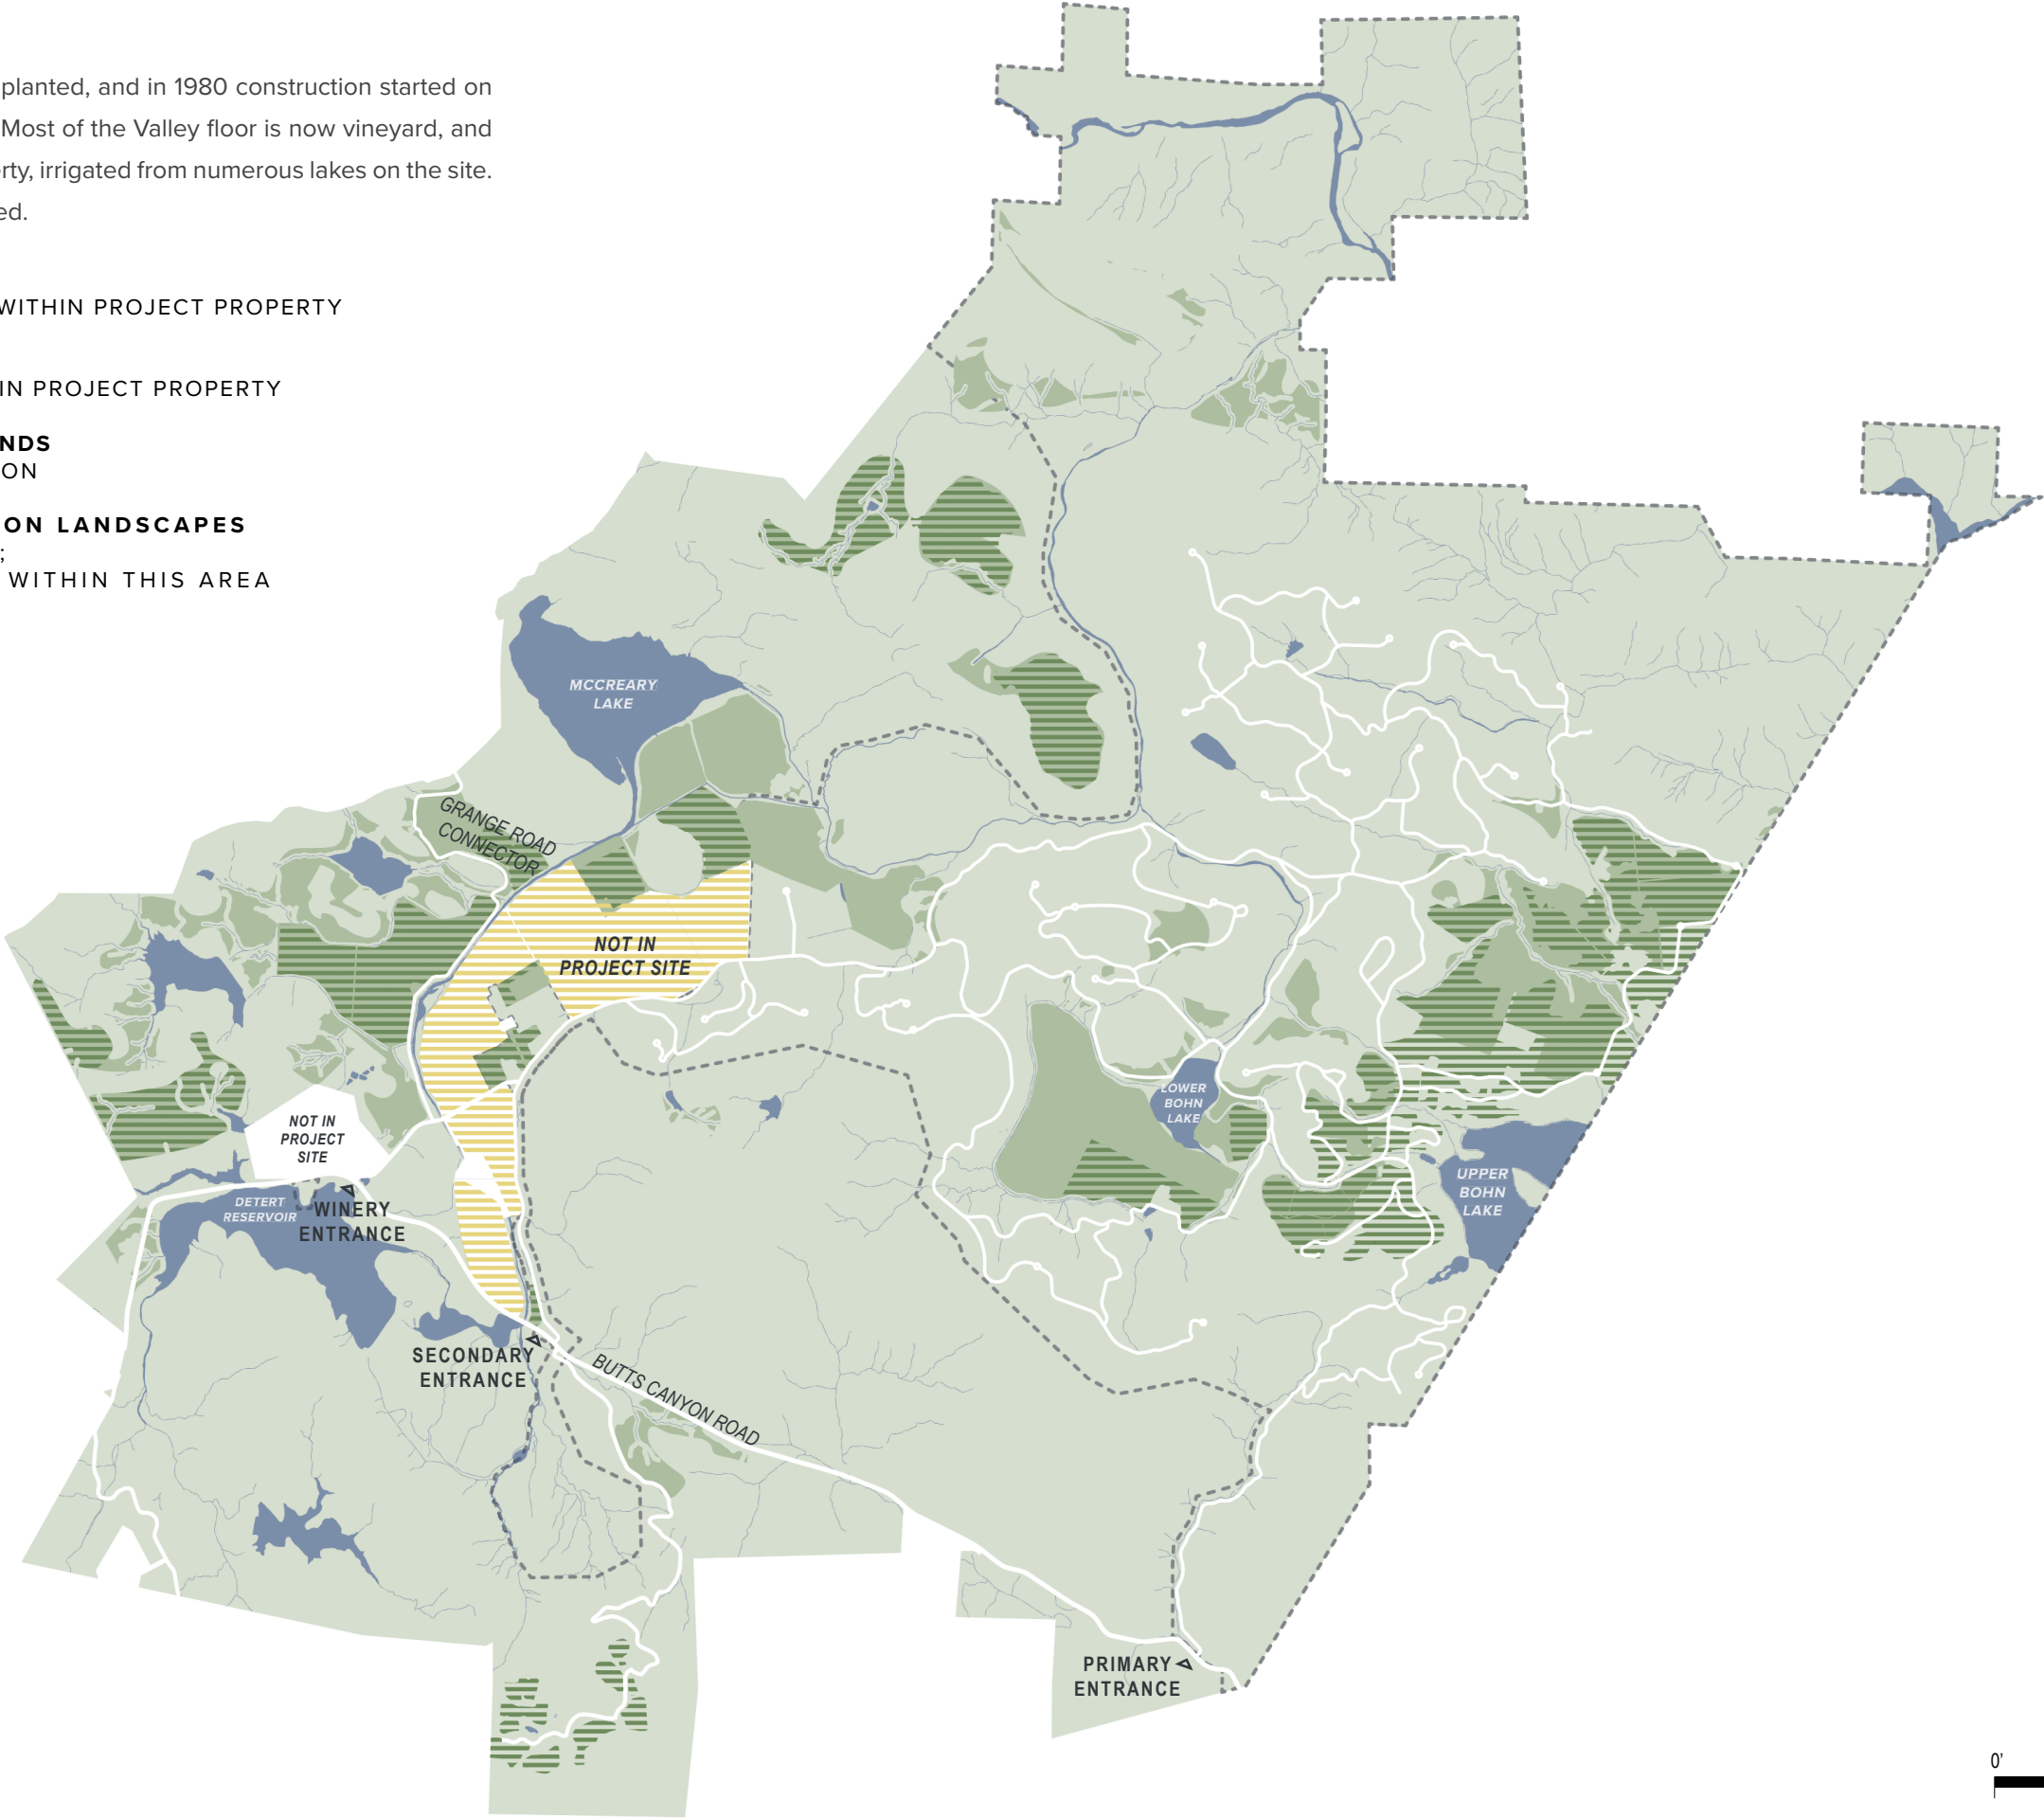 planted, and in 1980 construction started on
Most of the Valley floor is now vineyard, and
erty, irrigated from numerous lakes on the site.
ed.
WITHIN PROJECT PROPERTY
IN PROJECT PROPERTY
NDS
ON
ON LANDSCAPES
;
WITHIN THIS AREA
MCCREARY
LAKE
GRANGE ROAD
CONNECTOR
NOT IN
PROJECT SITE
NOT IN
PROJECT
SITE
LOWER
BOHN
LAKE
UPPER
BOHN
LAKE
DETERT
RESERVOIR
WINERY
ENTRANCE
SECONDARY
ENTRANCE
BUTTS CANYON ROAD
PRIMARY
ENTRANCE
0'